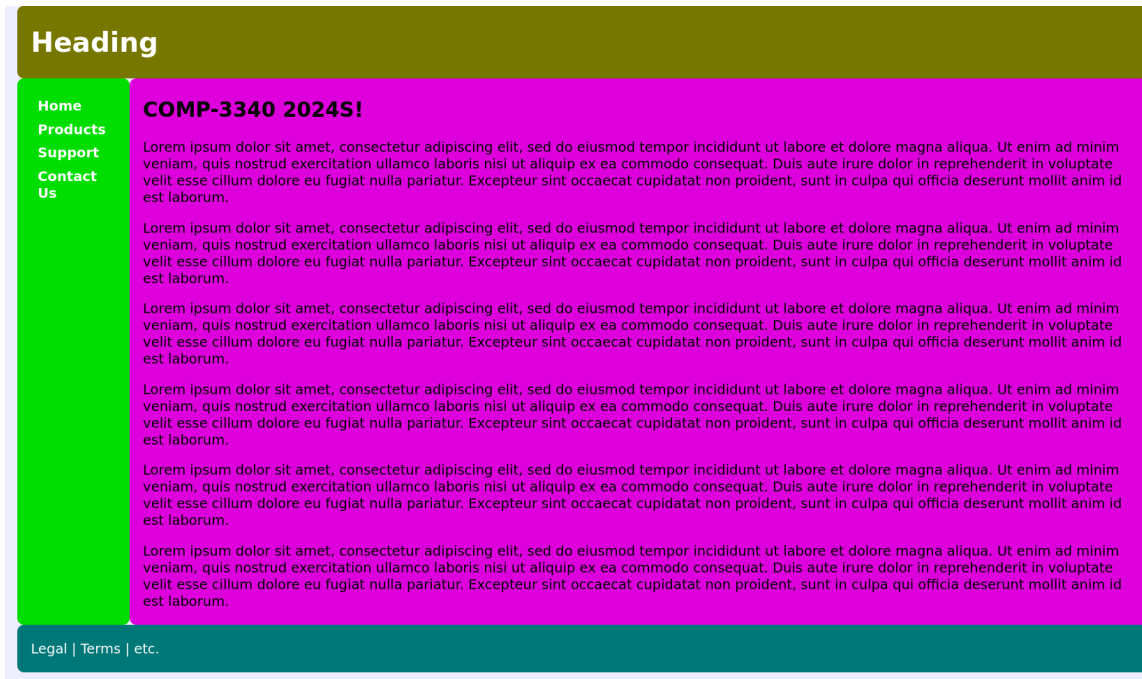 Heading
Home
Products
Support
Contact
Us
COMP-3340 2024S!
Lorem ipsum dolor sit amet, consectetur adipiscing elit, sed do eiusmod tempor incididunt ut labore et dolore magna aliqua. Ut enim ad minim
veniam, quis nostrud exercitation ullamco laboris nisi ut aliquip ex ea commodo consequat. Duis aute irure dolor in reprehenderit in voluptate
velit esse cillum dolore eu fugiat nulla pariatur. Excepteur sint occaecat cupidatat non proident, sunt in culpa qui officia deserunt mollit anim id
est laborum.
Lorem ipsum dolor sit amet, consectetur adipiscing elit, sed do eiusmod tempor incididunt ut labore et dolore magna aliqua. Ut enim ad minim
veniam, quis nostrud exercitation ullamco laboris nisi ut aliquip ex ea commodo consequat. Duis aute irure dolor in reprehenderit in voluptate
velit esse cillum dolore eu fugiat nulla pariatur. Excepteur sint occaecat cupidatat non proident, sunt in culpa qui officia deserunt mollit anim id
est laborum.
Lorem ipsum dolor sit amet, consectetur adipiscing elit, sed do eiusmod tempor incididunt ut labore et dolore magna aliqua. Ut enim ad minim
veniam, quis nostrud exercitation ullamco laboris nisi ut aliquip ex ea commodo consequat. Duis aute irure dolor in reprehenderit in voluptate
velit esse cillum dolore eu fugiat nulla pariatur. Excepteur sint occaecat cupidatat non proident, sunt in culpa qui officia deserunt mollit anim id
est laborum.
Lorem ipsum dolor sit amet, consectetur adipiscing elit, sed do eiusmod tempor incididunt ut labore et dolore magna aliqua. Ut enim ad minim
veniam, quis nostrud exercitation ullamco laboris nisi ut aliquip ex ea commodo consequat. Duis aute irure dolor in reprehenderit in voluptate
velit esse cillum dolore eu fugiat nulla pariatur. Excepteur sint occaecat cupidatat non proident, sunt in culpa qui officia deserunt mollit anim id
est laborum.
Lorem ipsum dolor sit amet, consectetur adipiscing elit, sed do eiusmod tempor incididunt ut labore et dolore magna aliqua. Ut enim ad minim
veniam, quis nostrud exercitation ullamco laboris nisi ut aliquip ex ea commodo consequat. Duis aute irure dolor in reprehenderit in voluptate
velit esse cillum dolore eu fugiat nulla pariatur. Excepteur sint occaecat cupidatat non proident, sunt in culpa qui officia deserunt mollit anim id
est laborum.
Lorem ipsum dolor sit amet, consectetur adipiscing elit, sed do eiusmod tempor incididunt ut labore et dolore magna aliqua. Ut enim ad minim
veniam, quis nostrud exercitation ullamco laboris nisi ut aliquip ex ea commodo consequat. Duis aute irure dolor in reprehenderit in voluptate
velit esse cillum dolore eu fugiat nulla pariatur. Excepteur sint occaecat cupidatat non proident, sunt in culpa qui officia deserunt mollit anim id
est laborum.
Legal | Terms | etc.